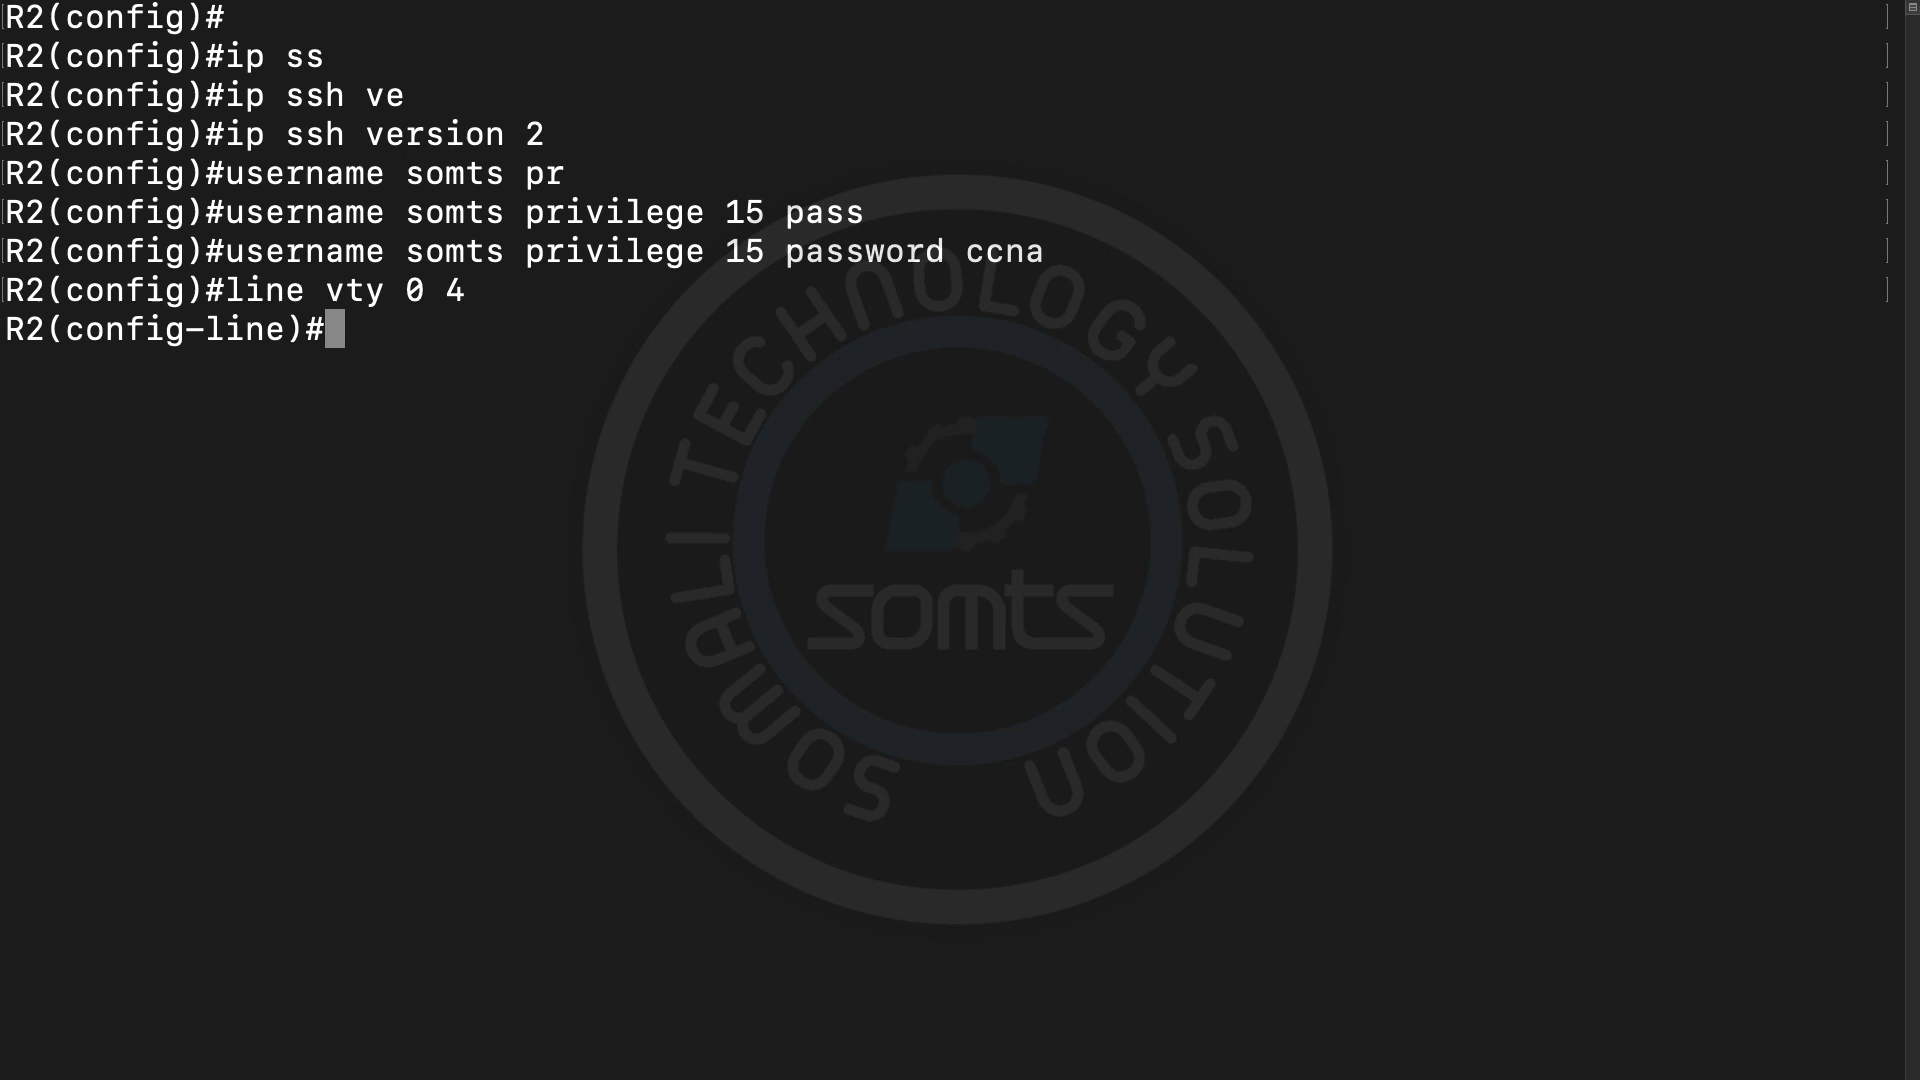 R2(config)#
R2(config)#ip ss
R2(config)#ip ssh ve
R2(config)#ip ssh version 2
R2(config)#username somts pr
R2(config)#username somts privilege 15 pass
R2(config)#username somts privilege 15 password ccna
R2(config)#line vty 0 4
R2(config-line)#
SOMALI TECHNOLOGY SOLUTION
somts